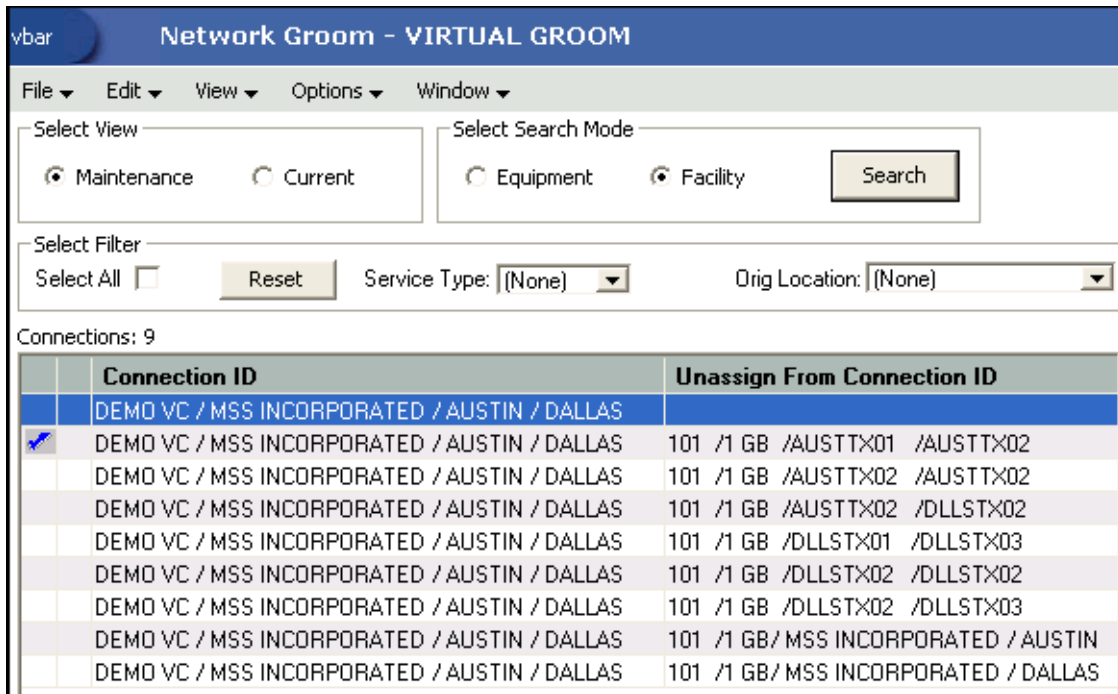 vbar Network Groom - VIRTUAL GROOM
File Edit View Options Window
Select View Select Search Mode
Maintenance Current Equipment Facility Search
Select Filter
Select All Reset Service Type: (None) Orig Location: (None)
Connections: 9
Connection ID Unassign From Connection ID
DEMO VC / MSS INCORPORATED / AUSTIN / DALLAS
DEMO VC / MSS INCORPORATED / AUSTIN / DALLAS 101 /1 GB /AUSTTX01 /AUSTTX02
DEMO VC / MSS INCORPORATED / AUSTIN / DALLAS 101 /1 GB /AUSTTX02 /AUSTTX02
DEMO VC / MSS INCORPORATED / AUSTIN / DALLAS 101 /1 GB /AUSTTX02 /DLLSTX02
DEMO VC / MSS INCORPORATED / AUSTIN / DALLAS 101 /1 GB /DLLSTX01 /DLLSTX03
DEMO VC / MSS INCORPORATED / AUSTIN / DALLAS 101 /1 GB /DLLSTX02 /DLLSTX02
DEMO VC / MSS INCORPORATED / AUSTIN / DALLAS 101 /1 GB /DLLSTX02 /DLLSTX03
DEMO VC / MSS INCORPORATED / AUSTIN / DALLAS 101 /1 GB/ MSS INCORPORATED / AUSTIN
DEMO VC / MSS INCORPORATED / AUSTIN / DALLAS 101 /1 GB/ MSS INCORPORATED / DALLAS